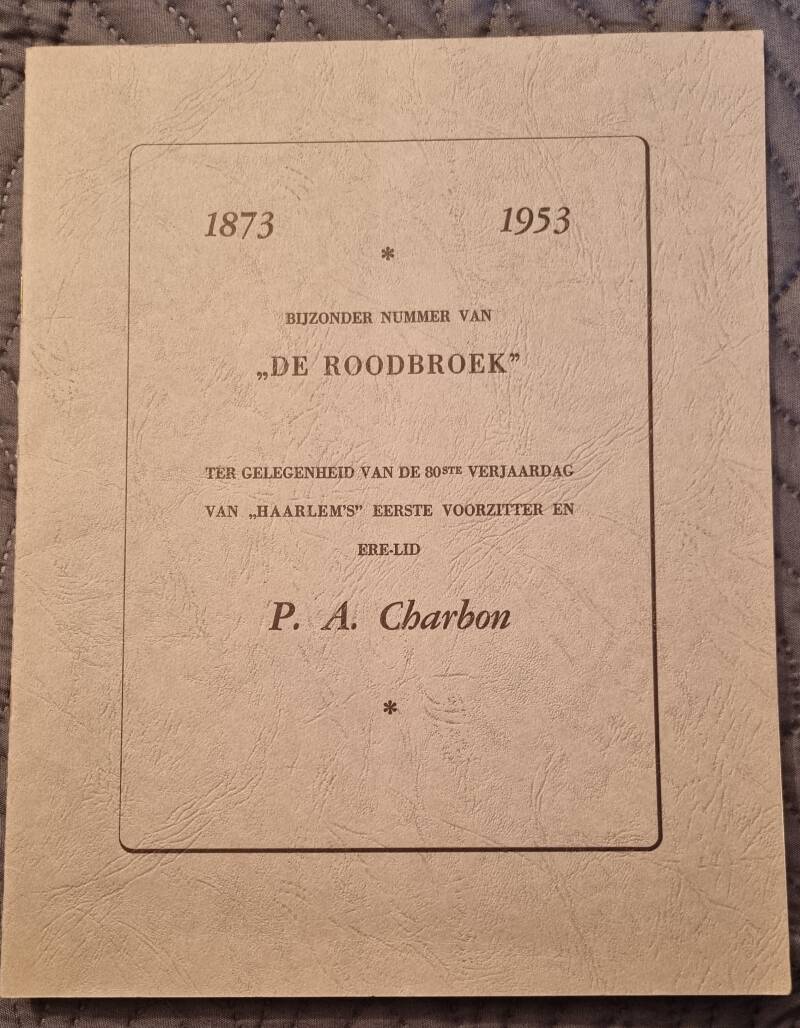 1873 1953
*
BIJZONDER NUMMER VAN
„DE ROODBROEK”
TER GELEGENHEID VAN DE 80STE VERJAARDAG
VAN „HAARLEM'S” EERSTE VOORZITTER EN
ERE-LID
P. A. Charbon
*